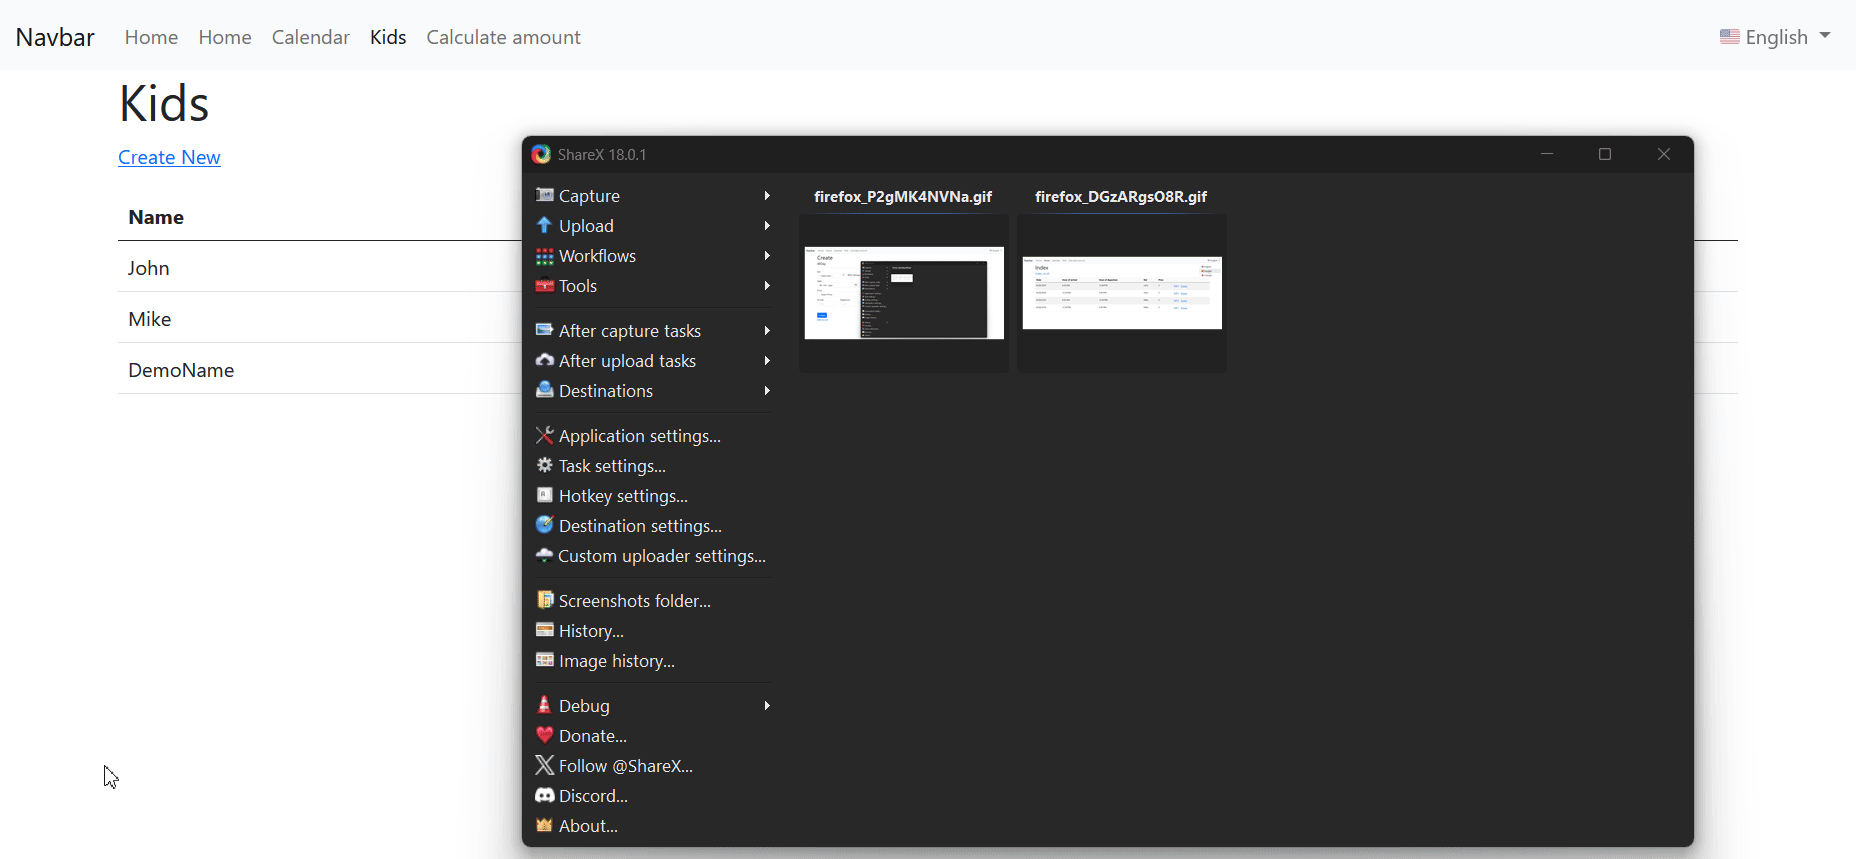 Navbar Home Home Calendar Kids Calculate amount English
Kids
Create New
Name
John
Mike
DemoName
ShareX 18.0.1
Capture
Upload
Workflows
Tools
After capture tasks
After upload tasks
Destinations
Application settings...
Task settings...
Hotkey settings...
Destination settings...
Custom uploader settings...
Screenshots folder...
History...
Image history...
Debug
Donate...
Follow @ShareX...
Discord...
About...
firefox_P2gMK4NVNa.gif firefox_DGzARgsO8R.gif
Create
Index